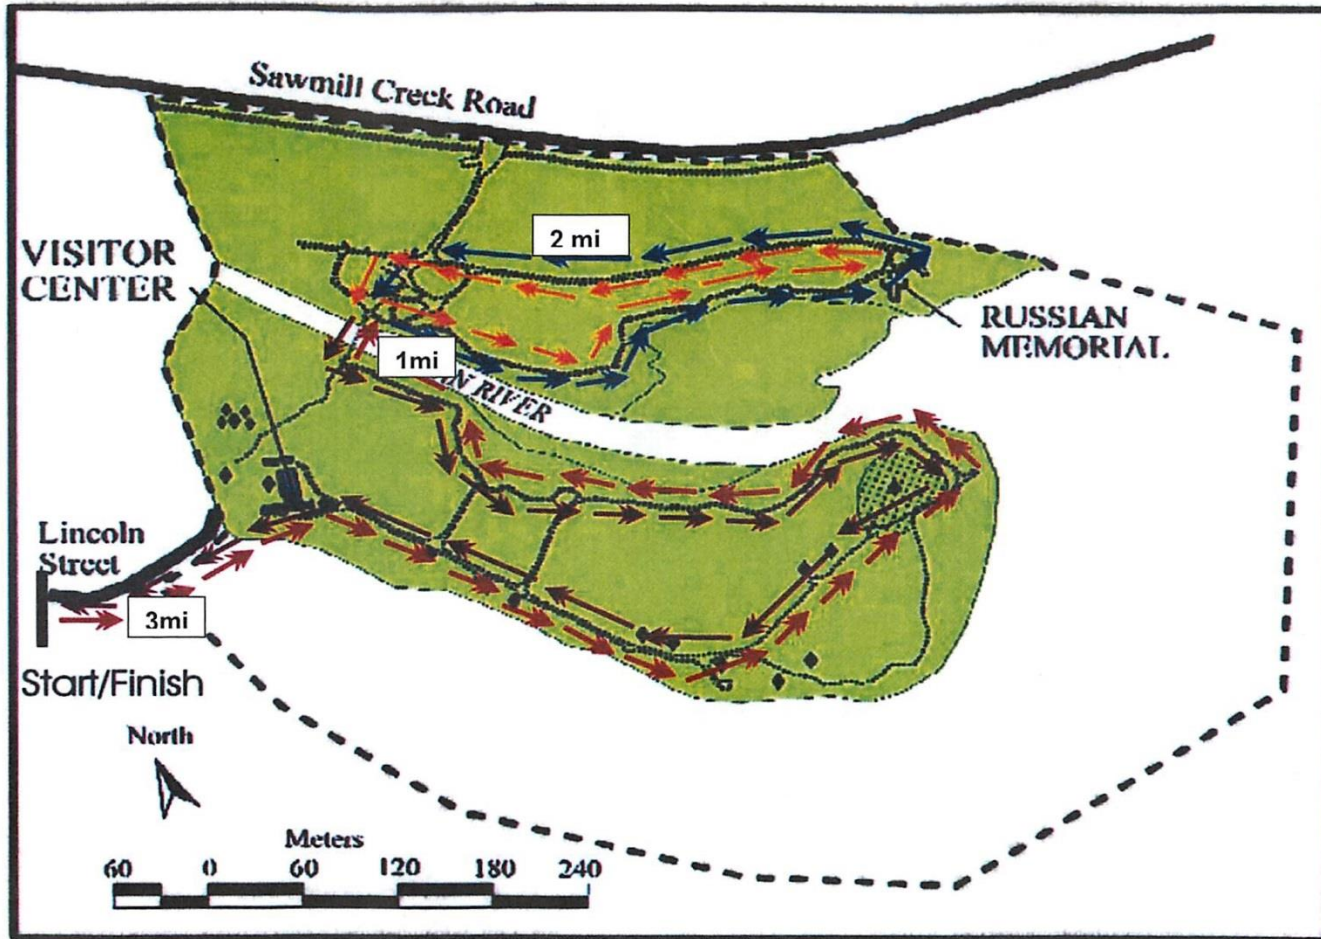 Sawmill Creek Road
2 mi
VISITOR
CENTER
RUSSIAN
MEMORIAL
1mi
RIVER
Lincoln
Street
3mi
Start/Finish
North
Meters
60 0 60 120 180 240